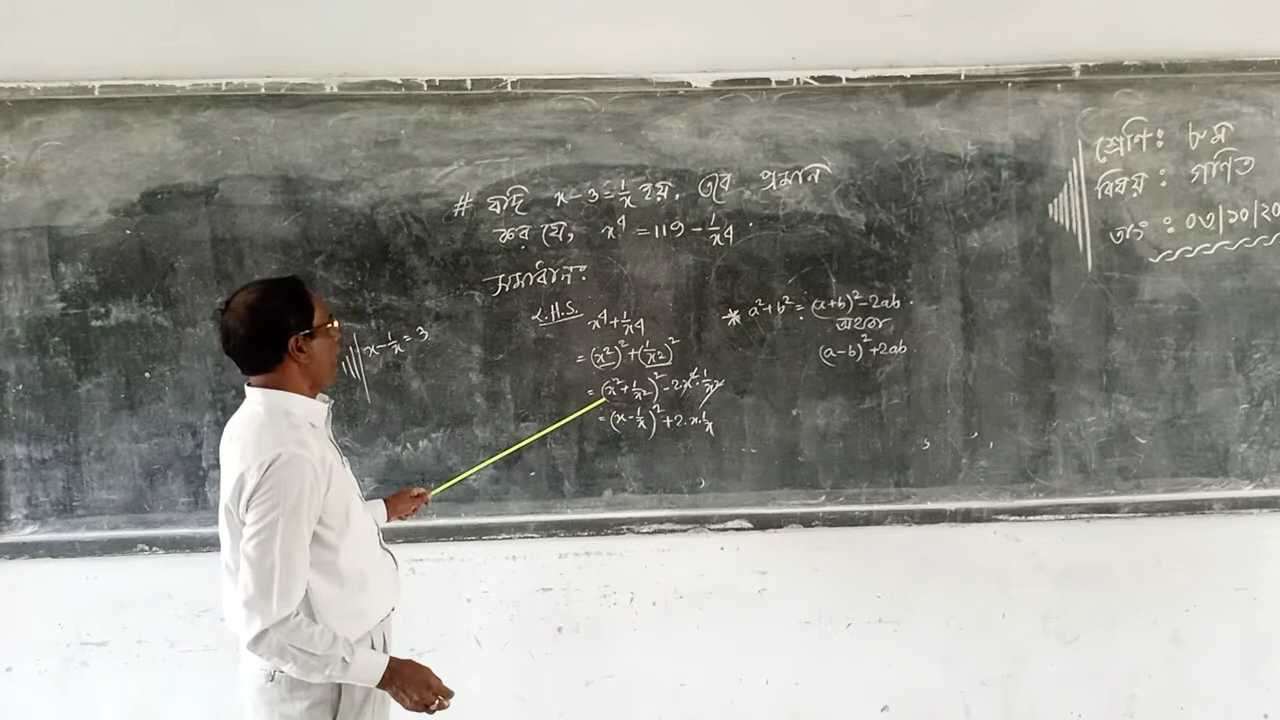 # যদি x-3=1/x হয়, তবে প্রমান
কর যে, x⁴ = 119 - 1/x⁴.
সমাধানঃ
L.H.S. x⁴+1/x⁴
= (x²)²+(1/x²)²
= (x²+1/x²)²-2.x².1/x²
= (x-1/x)²+2.x.1/x
x-1/x=3
* a²+b² = (a+b)²-2ab.
অথবা
(a-b)²+2ab.
শ্রেণিঃ ৮ম
বিষয় : গণিত
তাং : ০৩/১০/২০